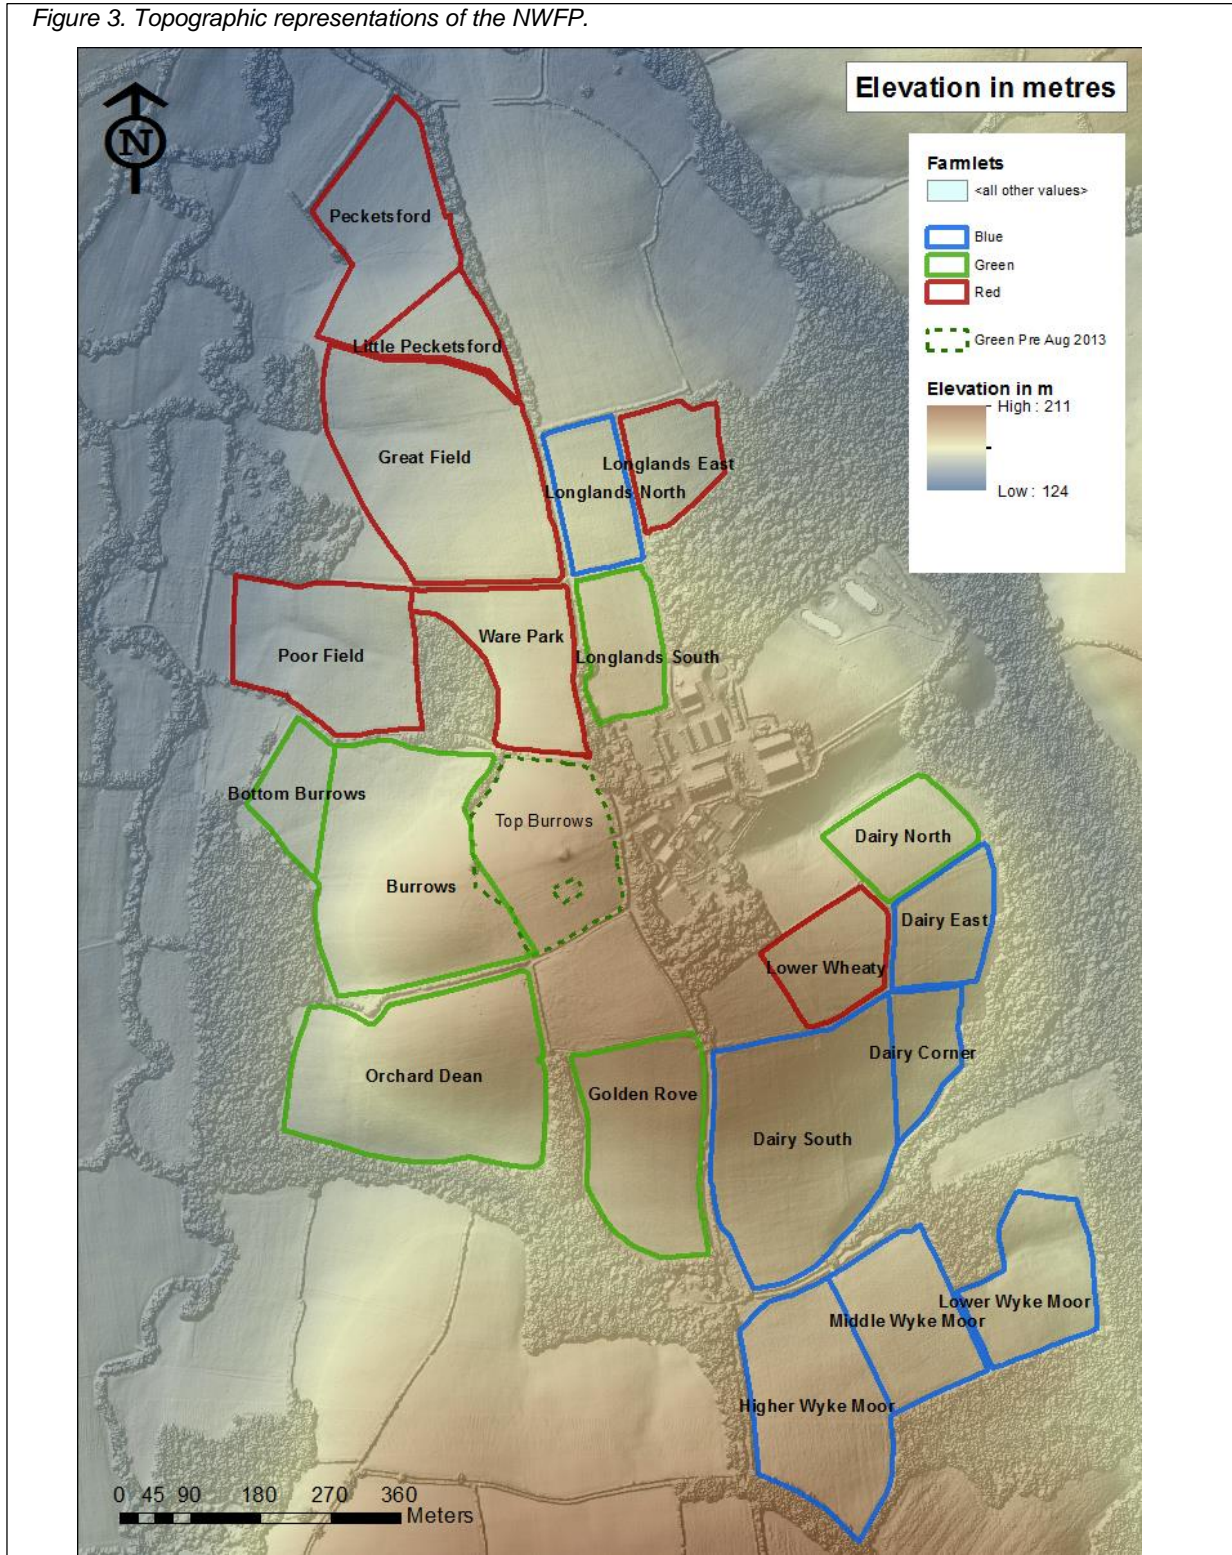 Figure 3. Topographic representations of the NWFP.
Elevation in metres
N
Farmlets
<all other values>
Blue
Green
Red
Green Pre Aug 2013
Elevation in m
High : 211
Low : 124
Pecketsford
Little Pecketsford
Great Field
Longlands East
Longlands North
Ware Park
Poor Field
Longlands South
Bottom Burrows
Top Burrows
Dairy North
Burrows
Dairy East
Lower Wheaty
Dairy Corner
Orchard Dean
Golden Rove
Dairy South
Lower Wyke Moor
Middle Wyke Moor
Higher Wyke Moor
0 45 90 180 270 360
Meters